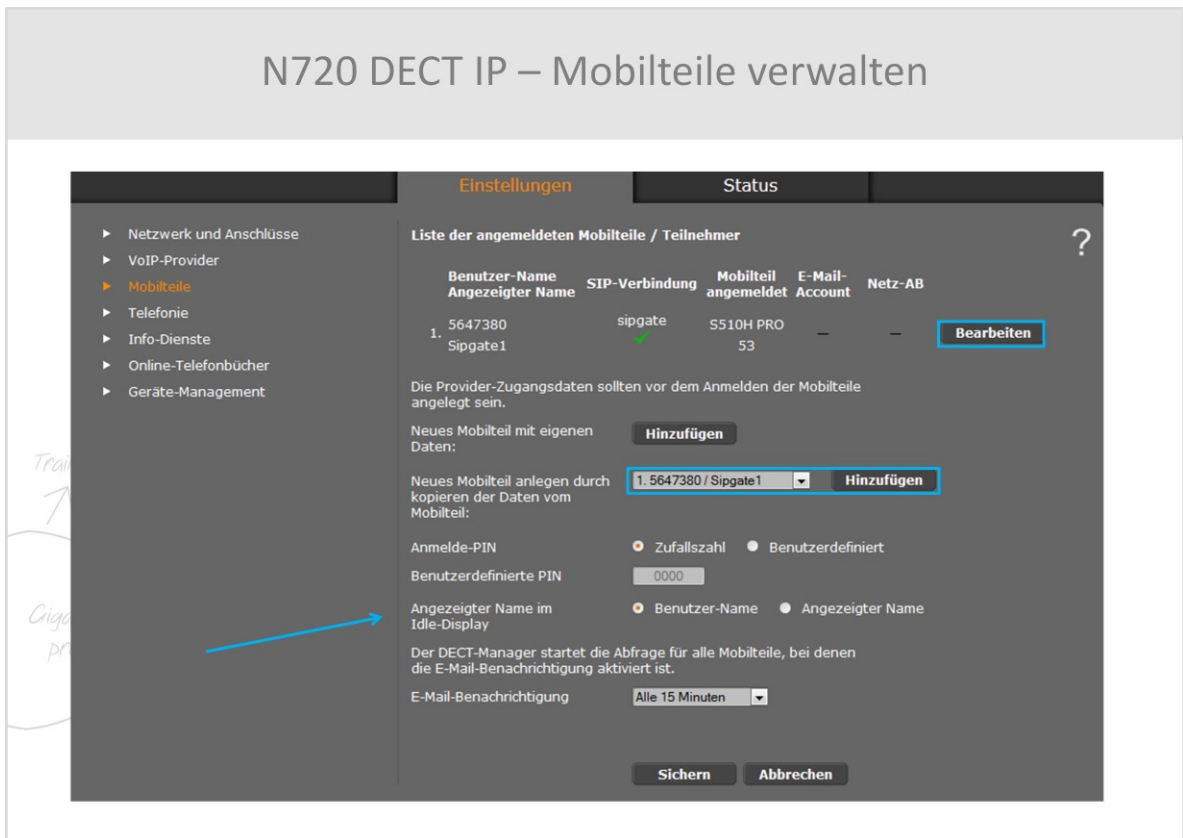 N720 DECT IP – Mobilteile verwalten
Einstellungen
Status
Netzwerk und Anschlüsse
VoIP-Provider
Mobilteile
Telefonie
Info-Dienste
Online-Telefonbücher
Geräte-Management
Liste der angemeldeten Mobilteile / Teilnehmer
?
Benutzer-Name
Angezeigter Name
SIP-Verbindung
Mobilteil
angemeldet
E-Mail-
Account
Netz-AB
1.
5647380
Sipgate1
sipgate
S510H PRO
53
–
–
Bearbeiten
Die Provider-Zugangsdaten sollten vor dem Anmelden der Mobilteile
angelegt sein.
Neues Mobilteil mit eigenen
Daten:
Hinzufügen
Neues Mobilteil anlegen durch
kopieren der Daten vom
Mobilteil:
1. 5647380 / Sipgate1
Hinzufügen
Anmelde-PIN
Zufallszahl
Benutzerdefiniert
Benutzerdefinierte PIN
0000
Angezeigter Name im
Idle-Display
Benutzer-Name
Angezeigter Name
Der DECT-Manager startet die Abfrage für alle Mobilteile, bei denen
die E-Mail-Benachrichtigung aktiviert ist.
E-Mail-Benachrichtigung
Alle 15 Minuten
Sichern
Abbrechen